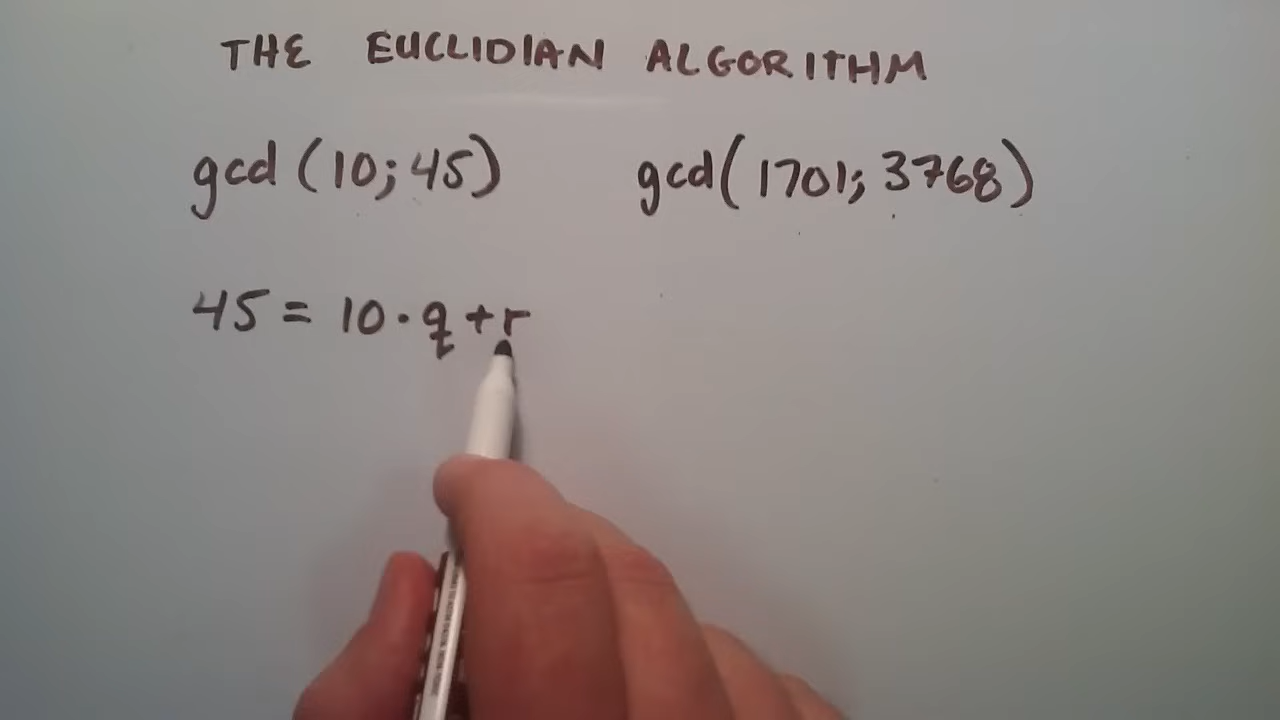 THE EUCLIDIAN ALGORITHM
gcd (10; 45) gcd(1701; 3768)
45 = 10 · q + r